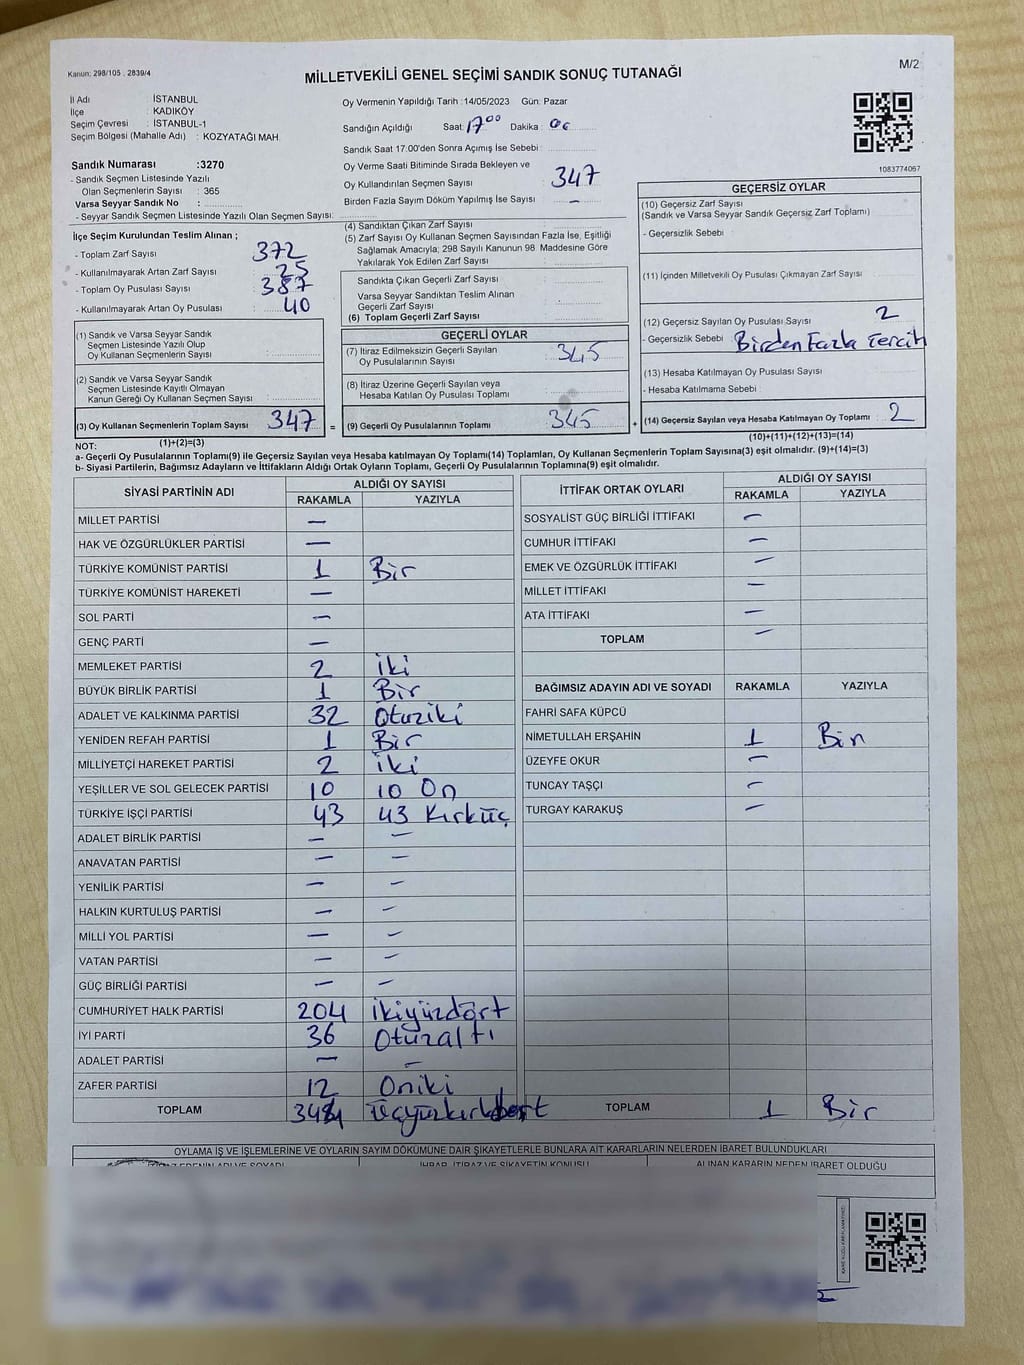 Kanun: 298/105 , 2839/4
MİLLETVEKİLİ GENEL SEÇİMİ SANDIK SONUÇ TUTANAĞI
M/2
İl Adı : İSTANBUL
İlçe : KADIKÖY
Seçim Çevresi : İSTANBUL-1
Seçim Bölgesi (Mahalle Adı) : KOZYATAĞI MAH.
Oy Vermenin Yapıldığı Tarih :14/05/2023 Gün: Pazar
Sandığın Açıldığı Saat: 17 00 Dakika :
Sandık Saat 17.00'den Sonra Açımış İse Sebebi :
1083774067
Sandık Numarası :3270
- Sandık Seçmen Listesinde Yazılı
Olan Seçmenlerin Sayısı : 365
Varsa Seyyar Sandık No :
- Seyyar Sandık Seçmen Listesinde Yazılı Olan Seçmen Sayısı:
Oy Verme Saati Bitiminde Sırada Bekleyen ve
Oy Kullandırılan Seçmen Sayısı : 347
Birden Fazla Sayım Döküm Yapılmış İse Sayısı : –
İlçe Seçim Kurulundan Teslim Alınan ;
- Toplam Zarf Sayısı : 372
- Kullanılmayarak Artan Zarf Sayısı : 25
- Toplam Oy Pusulası Sayısı : 387
- Kullanılmayarak Artan Oy Pusulası : 40
(1) Sandık ve Varsa Seyyar Sandık
Seçmen Listesinde Yazılı Olup
Oy Kullanan Seçmenlerin Sayısı :
(2) Sandık ve Varsa Seyyar Sandık
Seçmen Listesinde Kayıtlı Olmayan
Kanun Gereği Oy Kullanan Seçmen Sayısı :
(3) Oy Kullanan Seçmenlerin Toplam Sayısı : 347 =
(4) Sandıktan Çıkan Zarf Sayısı :
(5) Zarf Sayısı Oy Kullanan Seçmen Sayısından Fazla İse, Eşitliği
Sağlamak Amacıyla; 298 Sayılı Kanunun 98 Maddesine Göre
Yakılarak Yok Edilen Zarf Sayısı :
Sandıkta Çıkan Geçerli Zarf Sayısı :
Varsa Seyyar Sandıktan Teslim Alınan
Geçerli Zarf Sayısı :
(6) Toplam Geçerli Zarf Sayısı :
GEÇERLİ OYLAR
(7) İtiraz Edilmeksizin Geçerli Sayılan
Oy Pusulalarının Sayısı : 345
(8) İtiraz Üzerine Geçerli Sayılan veya
Hesaba Katılan Oy Pusulası Toplamı :
(9) Geçerli Oy Pusulalarının Toplamı : 345 +
GEÇERSİZ OYLAR
(10) Geçersiz Zarf Sayısı
(Sandık ve Varsa Seyyar Sandık Geçersiz Zarf Toplamı) :
- Geçersizlik Sebebi :
(11) İçinden Milletvekili Oy Pusulası Çıkmayan Zarf Sayısı :
(12) Geçersiz Sayılan Oy Pusulası Sayısı : 2
- Geçersizlik Sebebi : Birden Fazla Tercih
(13) Hesaba Katılmayan Oy Pusulası Sayısı :
- Hesaba Katılmama Sebebi :
(14) Geçersiz Sayılan veya Hesaba Katılmayan Oy Toplamı : 2
NOT: (1)+(2)=(3) (10)+(11)+(12)+(13)=(14)
a- Geçerli Oy Pusulalarının Toplamı(9) ile Geçersiz Sayılan veya Hesaba katılmayan Oy Toplamı(14) Toplamları, Oy Kullanan Seçmenlerin Toplam Sayısına(3) eşit olmalıdır. (9)+(14)=(3)
b- Siyasi Partilerin, Bağımsız Adayların ve İttifakların Aldığı Ortak Oyların Toplamı, Geçerli Oy Pusulalarının Toplamına(9) eşit olmalıdır.
SİYASİ PARTİNİN ADI ALDIĞI OY SAYISI
RAKAMLA YAZIYLA
MİLLET PARTİSİ –
HAK VE ÖZGÜRLÜKLER PARTİSİ –
TÜRKİYE KOMÜNİST PARTİSİ 1 Bir
TÜRKİYE KOMÜNİST HAREKETİ –
SOL PARTİ –
GENÇ PARTİ –
MEMLEKET PARTİSİ 2 iki
BÜYÜK BİRLİK PARTİSİ 1 Bir
ADALET VE KALKINMA PARTİSİ 32 Otuziki
YENİDEN REFAH PARTİSİ 1 Bir
MİLLİYETÇİ HAREKET PARTİSİ 2 iki
YEŞİLLER VE SOL GELECEK PARTİSİ 10 10 On
TÜRKİYE İŞÇİ PARTİSİ 43 43 Kırküç
ADALET BİRLİK PARTİSİ – –
ANAVATAN PARTİSİ – –
YENİLİK PARTİSİ – –
HALKIN KURTULUŞ PARTİSİ – –
MİLLİ YOL PARTİSİ – –
VATAN PARTİSİ – –
GÜÇ BİRLİĞİ PARTİSİ – –
CUMHURİYET HALK PARTİSİ 204 ikiyüzdört
İYİ PARTİ 36 Otuzaltı
ADALET PARTİSİ – –
ZAFER PARTİSİ 12 Oniki
TOPLAM 344 üçyüzkırkdört
İTTİFAK ORTAK OYLARI ALDIĞI OY SAYISI
RAKAMLA YAZIYLA
SOSYALİST GÜÇ BİRLİĞİ İTTİFAKI –
CUMHUR İTTİFAKI –
EMEK VE ÖZGÜRLÜK İTTİFAKI –
MİLLET İTTİFAKI –
ATA İTTİFAKI –
TOPLAM –
BAĞIMSIZ ADAYIN ADI VE SOYADI RAKAMLA YAZIYLA
FAHRİ SAFA KÜPCÜ
NİMETULLAH ERŞAHİN 1 Bir
ÜZEYFE OKUR –
TUNCAY TAŞÇI –
TURGAY KARAKUŞ –
TOPLAM 1 Bir
OYLAMA İŞ VE İŞLEMLERİNE VE OYLARIN SAYIM DÖKÜMÜNE DAİR ŞİKAYETLERLE BUNLARA AİT KARARLARIN NELERDEN İBARET BULUNDUKLARI
EDENİN ADI VE SOYADI İHBAR, İTİRAZ VE ŞİKAYETİN KONUSU ALINAN KARARIN NEDEN İBARET OLDUĞU